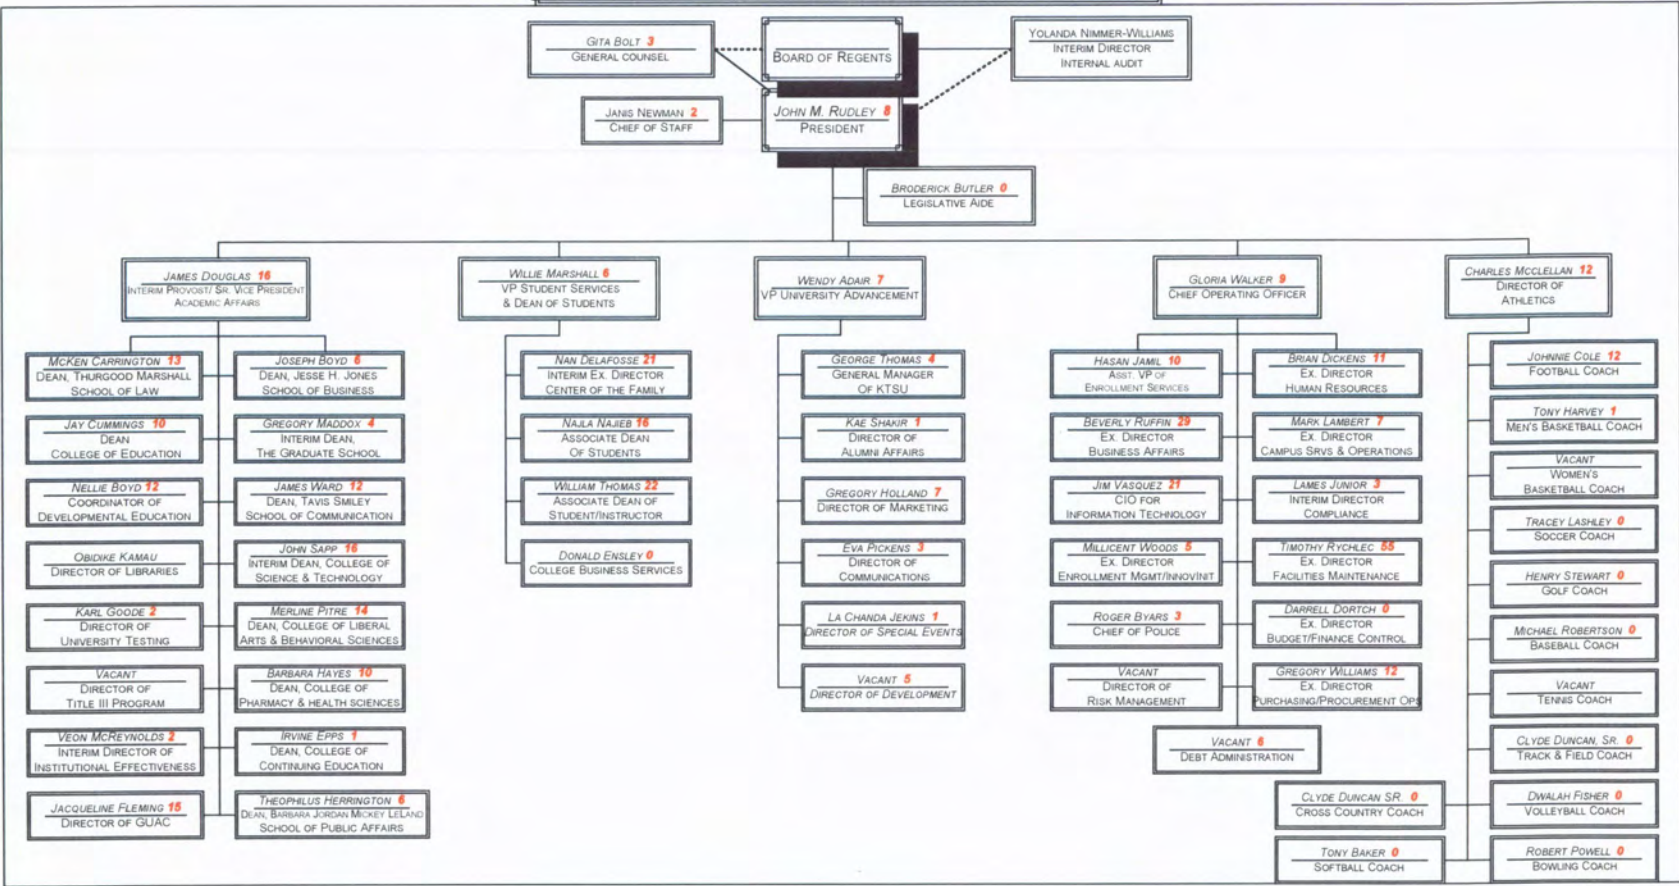 GITA BOLT 3
GENERAL COUNSEL
BOARD OF REGENTS
YOLANDA NIMMER-WILLIAMS
INTERIM DIRECTOR
INTERNAL AUDIT
JANIS NEWMAN 2
CHIEF OF STAFF
JOHN M. RUDLEY 8
PRESIDENT
BRODERICK BUTLER 0
LEGISLATIVE AIDE
JAMES DOUGLAS 16
INTERIM PROVOST/ SR. VICE PRESIDENT
ACADEMIC AFFAIRS
WILLIE MARSHALL 6
VP STUDENT SERVICES
& DEAN OF STUDENTS
WENDY ADAIR 7
VP UNIVERSITY ADVANCEMENT
GLORIA WALKER 9
CHIEF OPERATING OFFICER
CHARLES MCCLELLAN 12
DIRECTOR OF
ATHLETICS
MCKEN CARRINGTON 13
DEAN, THURGOOD MARSHALL
SCHOOL OF LAW
JOSEPH BOYD 6
DEAN, JESSE H. JONES
SCHOOL OF BUSINESS
JAY CUMMINGS 10
DEAN
COLLEGE OF EDUCATION
GREGORY MADDOX 4
INTERIM DEAN,
THE GRADUATE SCHOOL
NELLIE BOYD 12
COORDINATOR OF
DEVELOPMENTAL EDUCATION
JAMES WARD 12
DEAN, TAVIS SMILEY
SCHOOL OF COMMUNICATION
OBIDIKE KAMAU
DIRECTOR OF LIBRARIES
JOHN SAPP 16
INTERIM DEAN, COLLEGE OF
SCIENCE & TECHNOLOGY
KARL GOODE 2
DIRECTOR OF
UNIVERSITY TESTING
MERLINE PITRE 14
DEAN, COLLEGE OF LIBERAL
ARTS & BEHAVIORAL SCIENCES
VACANT
DIRECTOR OF
TITLE III PROGRAM
BARBARA HAYES 10
DEAN, COLLEGE OF
PHARMACY & HEALTH SCIENCES
VEON MCREYNOLDS 2
INTERIM DIRECTOR OF
INSTITUTIONAL EFFECTIVENESS
IRVINE EPPS 1
DEAN, COLLEGE OF
CONTINUING EDUCATION
JACQUELINE FLEMING 15
DIRECTOR OF GUAC
THEOPHILUS HERRINGTON 6
DEAN, BARBARA JORDAN MICKEY LELAND
SCHOOL OF PUBLIC AFFAIRS
NAN DELAFOSSE 21
INTERIM EX. DIRECTOR
CENTER OF THE FAMILY
NAJLA NAJIEB 16
ASSOCIATE DEAN
OF STUDENTS
WILLIAM THOMAS 22
ASSOCIATE DEAN OF
STUDENT/INSTRUCTOR
DONALD ENSLEY 0
COLLEGE BUSINESS SERVICES
GEORGE THOMAS 4
GENERAL MANAGER
OF KTSU
KAE SHAKIR 1
DIRECTOR OF
ALUMNI AFFAIRS
GREGORY HOLLAND 7
DIRECTOR OF MARKETING
EVA PICKENS 3
DIRECTOR OF
COMMUNICATIONS
LA CHANDA JEKINS 1
DIRECTOR OF SPECIAL EVENTS
VACANT 5
DIRECTOR OF DEVELOPMENT
HASAN JAMIL 10
ASST. VP OF
ENROLLMENT SERVICES
BRIAN DICKENS 11
EX. DIRECTOR
HUMAN RESOURCES
BEVERLY RUFFIN 29
EX. DIRECTOR
BUSINESS AFFAIRS
MARK LAMBERT 7
EX. DIRECTOR
CAMPUS SRVS & OPERATIONS
JIM VASQUEZ 21
CIO FOR
INFORMATION TECHNOLOGY
LAMES JUNIOR 3
INTERIM DIRECTOR
COMPLIANCE
MILLICENT WOODS 5
EX. DIRECTOR
ENROLLMENT MGMT/INNOVINIT
TIMOTHY RYCHLEC 55
EX. DIRECTOR
FACILITIES MAINTENANCE
ROGER BYARS 3
CHIEF OF POLICE
DARRELL DORTCH 0
EX. DIRECTOR
BUDGET/FINANCE CONTROL
VACANT
DIRECTOR OF
RISK MANAGEMENT
GREGORY WILLIAMS 12
EX. DIRECTOR
PURCHASING/PROCUREMENT OPS
VACANT 6
DEBT ADMINISTRATION
JOHNNIE COLE 12
FOOTBALL COACH
TONY HARVEY 1
MEN'S BASKETBALL COACH
VACANT
WOMEN'S
BASKETBALL COACH
TRACEY LASHLEY 0
SOCCER COACH
HENRY STEWART 0
GOLF COACH
MICHAEL ROBERTSON 0
BASEBALL COACH
VACANT
TENNIS COACH
CLYDE DUNCAN, SR. 0
TRACK & FIELD COACH
CLYDE DUNCAN SR. 0
CROSS COUNTRY COACH
DWALAH FISHER 0
VOLLEYBALL COACH
TONY BAKER 0
SOFTBALL COACH
ROBERT POWELL 0
BOWLING COACH